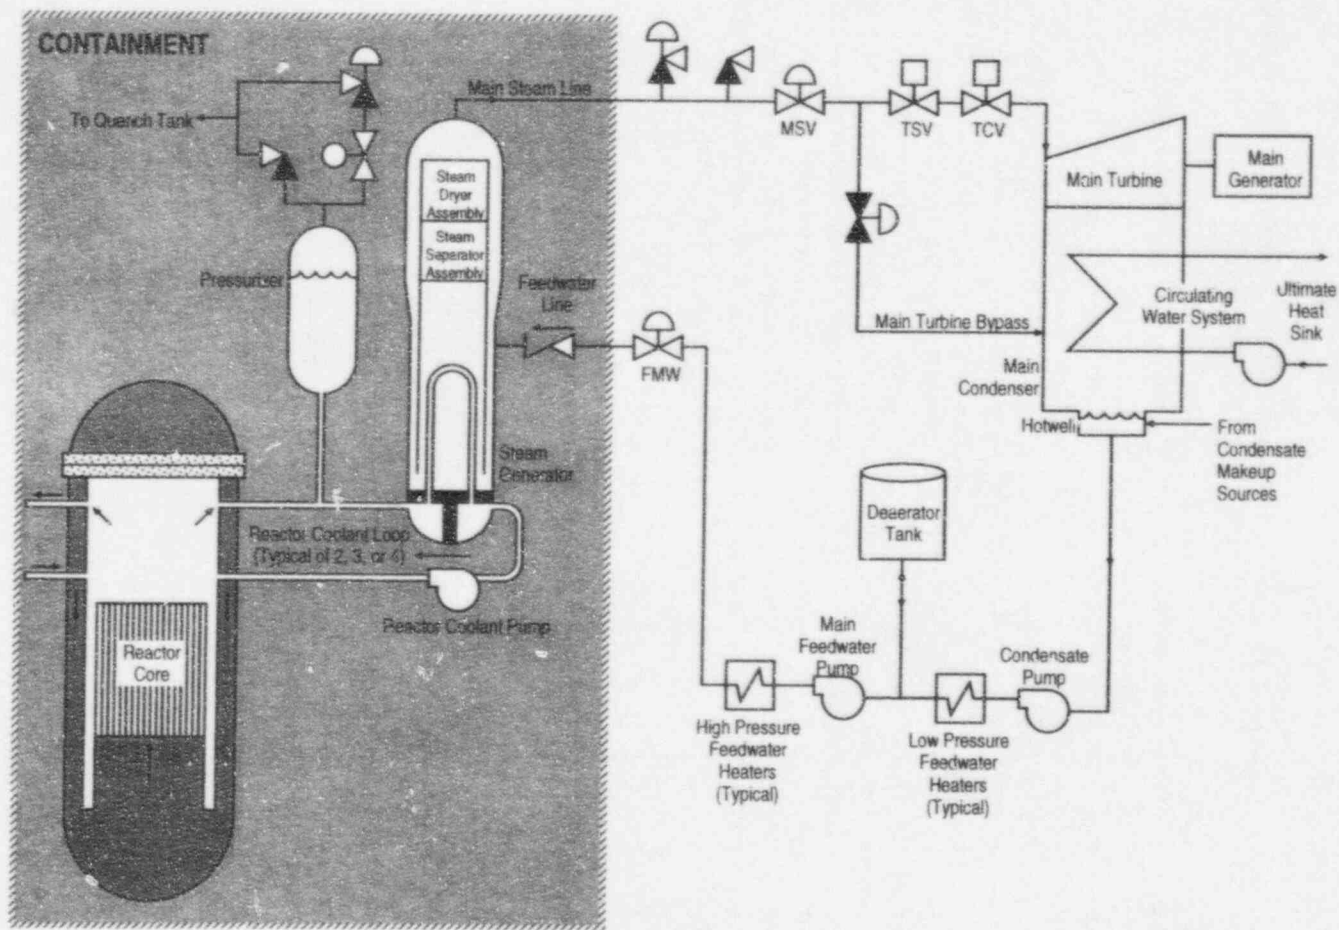 CONTAINMENT
To Quench Tank
Main Steam Line
MSV
TSV
TCV
Main Turbine
Main
Generator
Steam
Dryer
Assembly
Steam
Separator
Assembly
Pressurizer
Feedwater
Line
FMW
Main Turbine Bypass
Circulating
Water System
Ultimate
Heat
Sink
Main
Condenser
Hotwell
From
Condensate
Makeup
Sources
Steam
Generator
Reactor Coolant Loop
(Typical of 2, 3, or 4)
Reactor Coolant Pump
Reactor
Core
Deaerator
Tank
Main
Feedwater
Pump
Condensate
Pump
High Pressure
Feedwater
Heaters
(Typical)
Low Pressure
Feedwater
Heaters
(Typical)